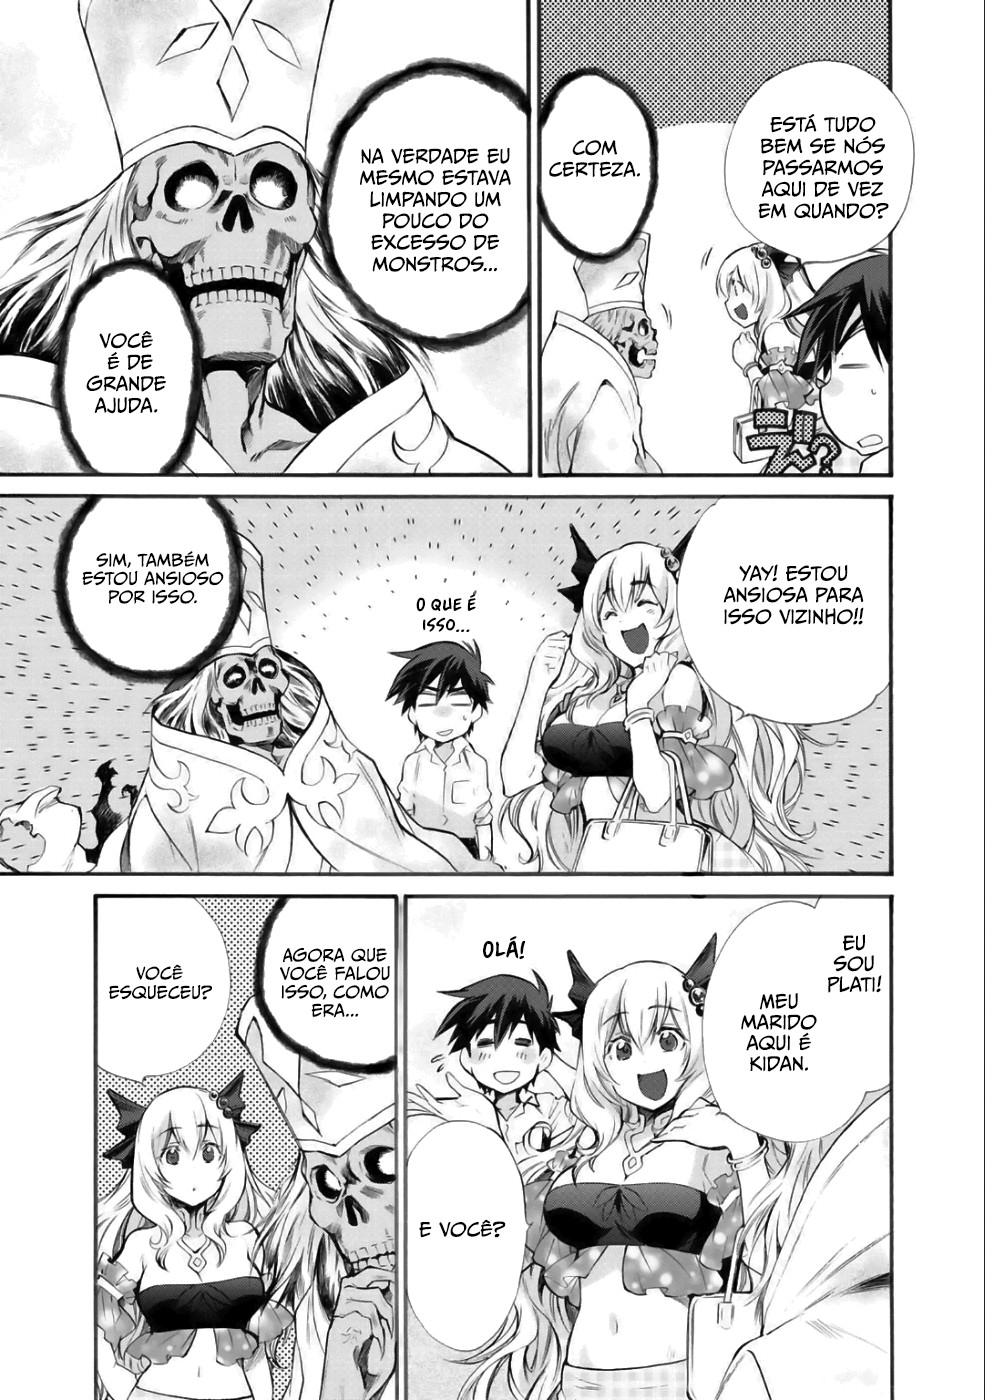 ESTÁ TUDO
BEM SE NÓS
PASSARMOS
AQUI DE VEZ
EM QUANDO?
COM
CERTEZA.
NA VERDADE EU
MESMO ESTAVA
LIMPANDO UM
POUCO DO
EXCESSO DE
MONSTROS...
VOCÊ
É DE
GRANDE
AJUDA.
YAY! ESTOU
ANSIOSA PARA
ISSO VIZINHO!!
O QUE É
ISSO...
SIM, TAMBÉM
ESTOU ANSIOSO
POR ISSO.
EU
SOU
PLATI!
MEU
MARIDO
AQUI É
KIDAN.
OLÁ!
E VOCÊ?
AGORA QUE
VOCÊ FALOU
ISSO, COMO
ERA...
VOCÊ
ESQUECEU?